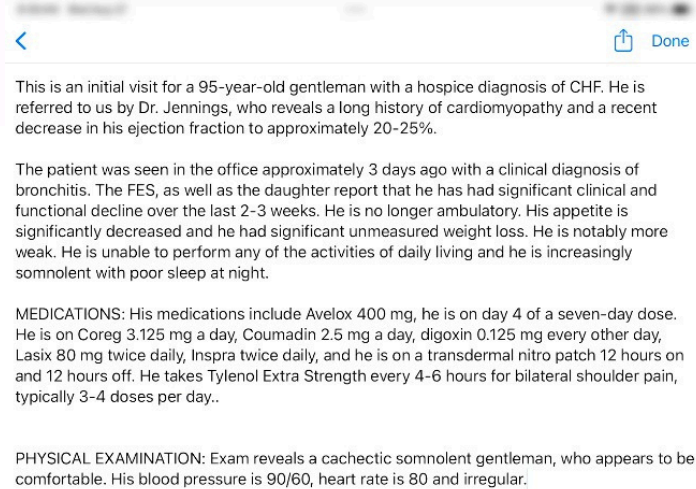 Done
This is an initial visit for a 95-year-old gentleman with a hospice diagnosis of CHF. He is
referred to us by Dr. Jennings, who reveals a long history of cardiomyopathy and a recent
decrease in his ejection fraction to approximately 20-25%.
The patient was seen in the office approximately 3 days ago with a clinical diagnosis of
bronchitis. The FES, as well as the daughter report that he has had significant clinical and
functional decline over the last 2-3 weeks. He is no longer ambulatory. His appetite is
significantly decreased and he had significant unmeasured weight loss. He is notably more
weak. He is unable to perform any of the activities of daily living and he is increasingly
somnolent with poor sleep at night.
MEDICATIONS: His medications include Avelox 400 mg, he is on day 4 of a seven-day dose.
He is on Coreg 3.125 mg a day, Coumadin 2.5 mg a day, digoxin 0.125 mg every other day,
Lasix 80 mg twice daily, Inspra twice daily, and he is on a transdermal nitro patch 12 hours on
and 12 hours off. He takes Tylenol Extra Strength every 4-6 hours for bilateral shoulder pain,
typically 3-4 doses per day..
PHYSICAL EXAMINATION: Exam reveals a cachectic somnolent gentleman, who appears to be
comfortable. His blood pressure is 90/60, heart rate is 80 and irregular.